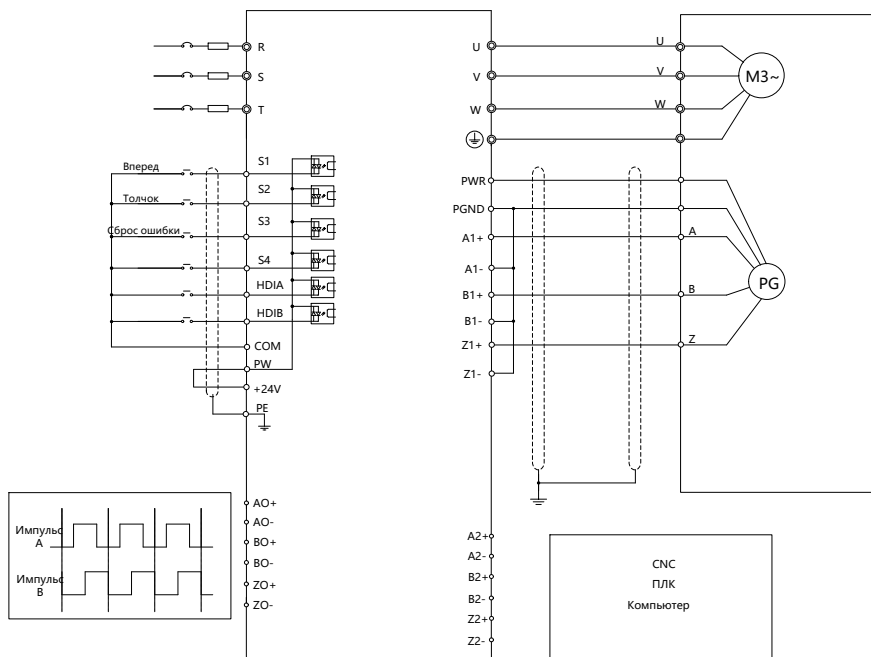 R
S
T
U
V
W
U
V
W
M3~
Вперед
S1
Толчок
S2
Сброс ошибки
S3
S4
HDIA
HDIB
COM
PW
+24V
PE
PWR
PGND
A1+
A1-
B1+
B1-
Z1+
Z1-
A
B
Z
PG
Импульс
A
Импульс
B
AO+
AO-
BO+
BO-
ZO+
ZO-
A2+
A2-
B2+
B2-
Z2+
Z2-
CNC
ПЛК
Компьютер